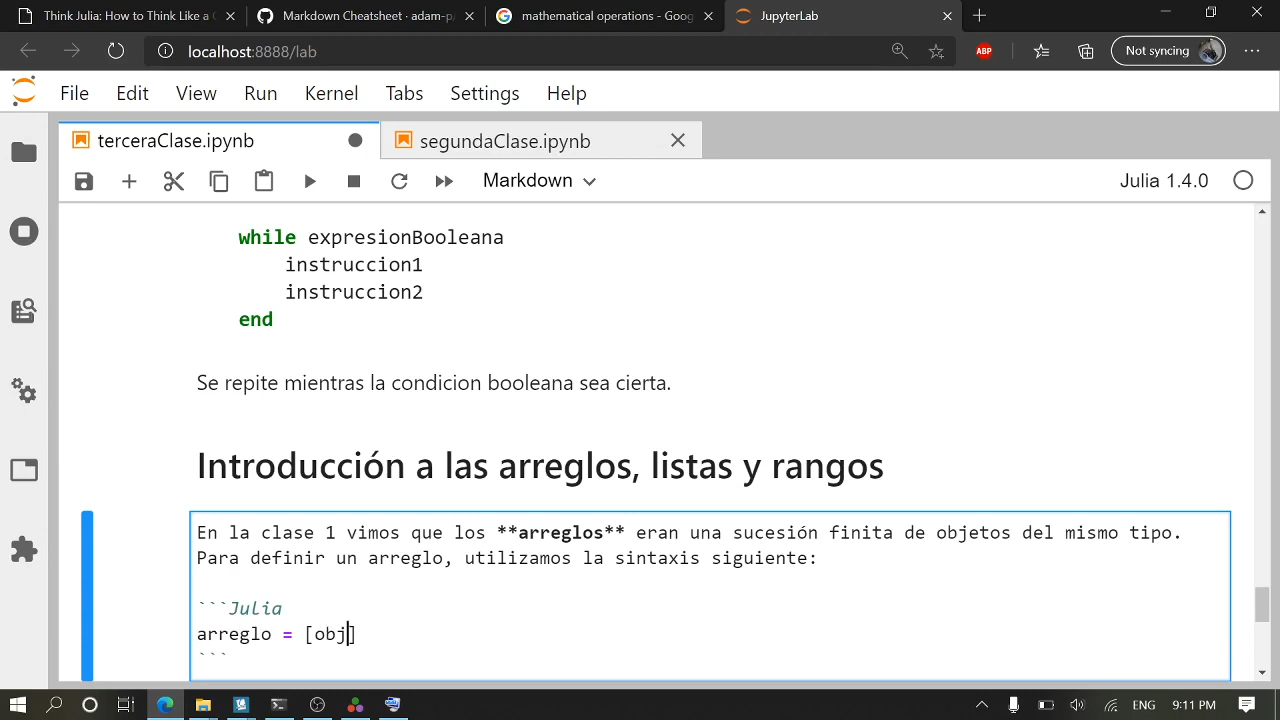 Think Julia: How to Think Like a C
Markdown Cheatsheet · adam-p/
mathematical operations - Goog
JupyterLab
localhost:8888/lab
ABP
Not syncing
File Edit View Run Kernel Tabs Settings Help
terceraClase.ipynb
segundaClase.ipynb
Markdown
Julia 1.4.0
while expresionBooleana
instruccion1
instruccion2
end
Se repite mientras la condicion booleana sea cierta.
Introducción a las arreglos, listas y rangos
En la clase 1 vimos que los **arreglos** eran una sucesión finita de objetos del mismo tipo.
Para definir un arreglo, utilizamos la sintaxis siguiente:
```Julia
arreglo = [obj]
```
ENG 9:11 PM